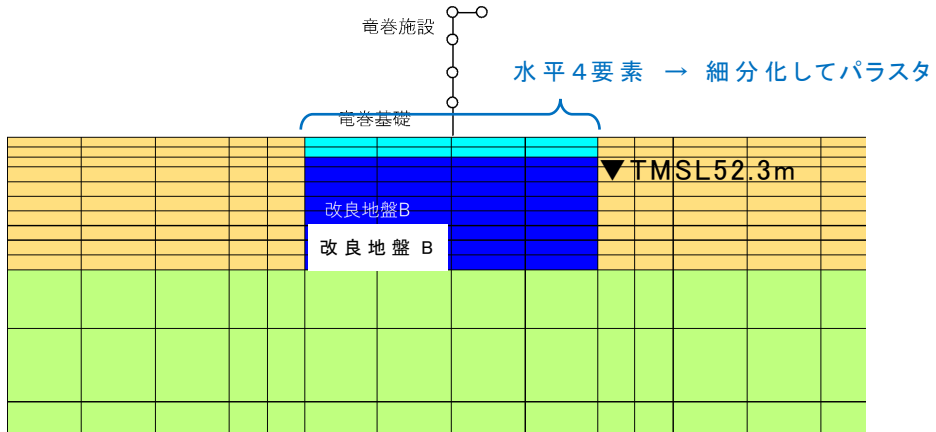 竜巻施設
水平4要素 → 細分化してパラスタ
竜巻基礎
▼TMSL52.3m
改良地盤B
改良地盤 B